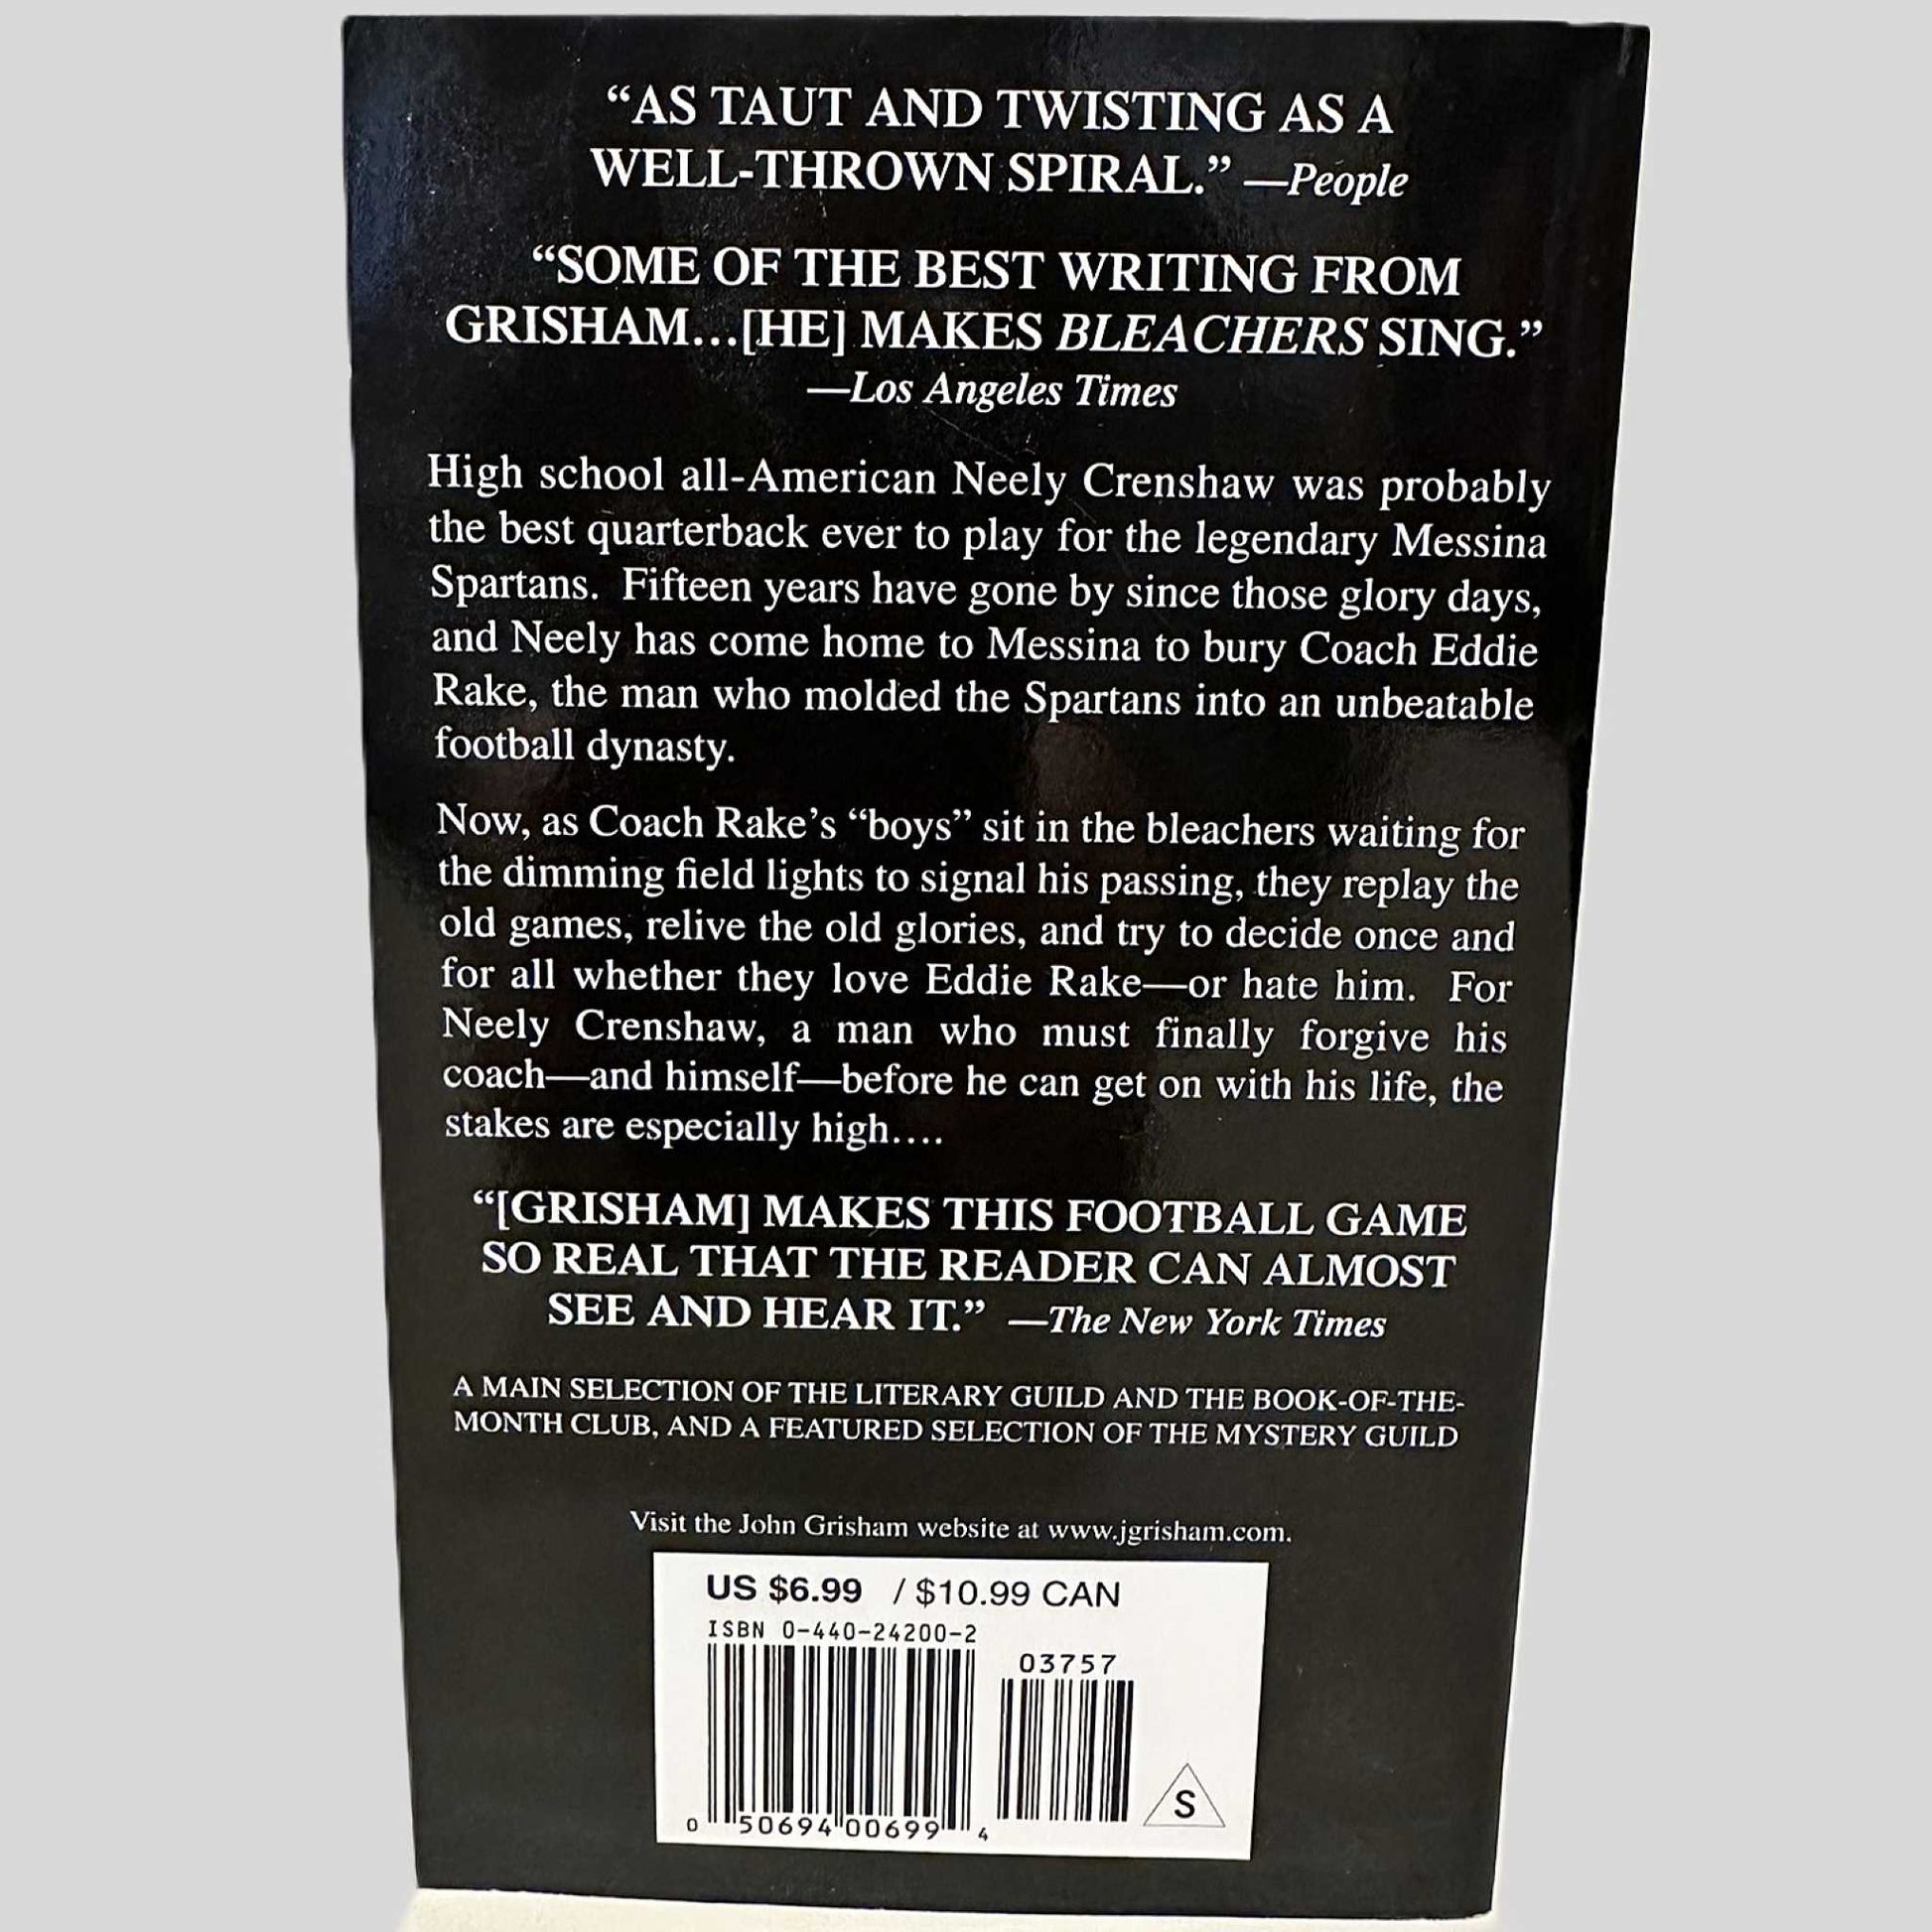 “AS TAUT AND TWISTING AS A
WELL-THROWN SPIRAL.” —People
“SOME OF THE BEST WRITING FROM
GRISHAM...[HE] MAKES BLEACHERS SING.”
—Los Angeles Times
High school all-American Neely Crenshaw was probably
the best quarterback ever to play for the legendary Messina
Spartans. Fifteen years have gone by since those glory days,
and Neely has come home to Messina to bury Coach Eddie
Rake, the man who molded the Spartans into an unbeatable
football dynasty.
Now, as Coach Rake’s “boys” sit in the bleachers waiting for
the dimming field lights to signal his passing, they replay the
old games, relive the old glories, and try to decide once and
for all whether they love Eddie Rake—or hate him. For
Neely Crenshaw, a man who must finally forgive his
coach—and himself—before he can get on with his life, the
stakes are especially high....
“[GRISHAM] MAKES THIS FOOTBALL GAME
SO REAL THAT THE READER CAN ALMOST
SEE AND HEAR IT.” —The New York Times
A MAIN SELECTION OF THE LITERARY GUILD AND THE BOOK-OF-THE-
MONTH CLUB, AND A FEATURED SELECTION OF THE MYSTERY GUILD
Visit the John Grisham website at www.jgrisham.com.
US $6.99 / $10.99 CAN
ISBN 0-440-24200-2
03757
0 50694 00699 4
S